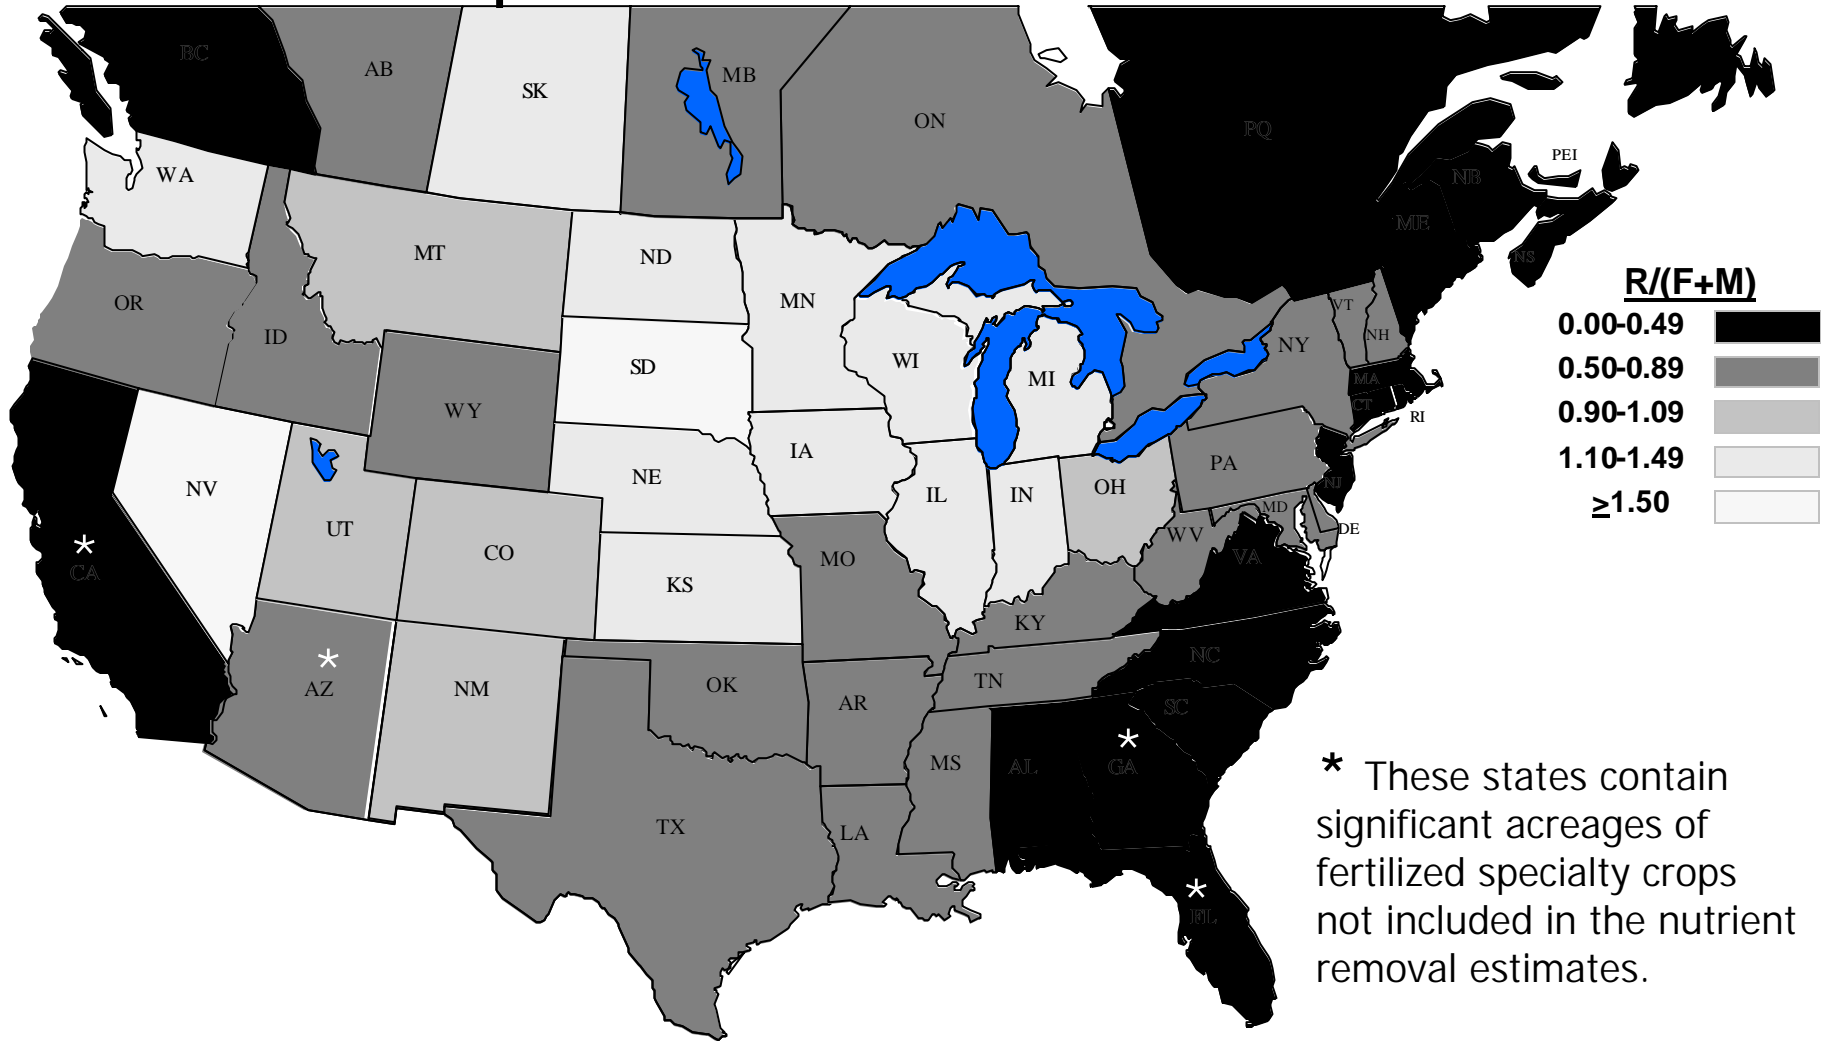 BC
AB
SK
MB
ON
PQ
PEI
NB
ME
NS
WA
MT
ND
MN
OR
ID
WY
SD
WI
MI
NY
VT
NH
MA
CT
RI
NV
UT
CO
NE
IA
IL
IN
OH
PA
NJ
MD
DE
WV
VA
*
CA
KS
MO
KY
NC
*
AZ
NM
OK
AR
TN
SC
*
GA
AL
MS
TX
LA
*
FL
R/(F+M)
0.00-0.49
0.50-0.89
0.90-1.09
1.10-1.49
≥1.50
* These states contain
significant acreages of
fertilized specialty crops
not included in the nutrient
removal estimates.